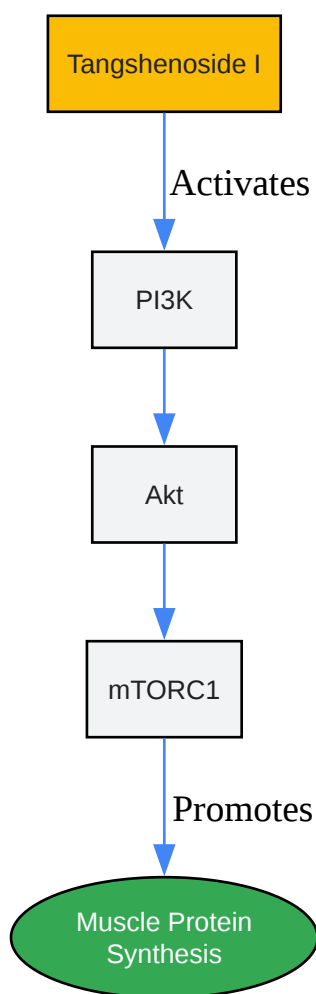 Tangshenoside I
Activates
PI3K
Akt
mTORC1
Promotes
Muscle Protein
Synthesis